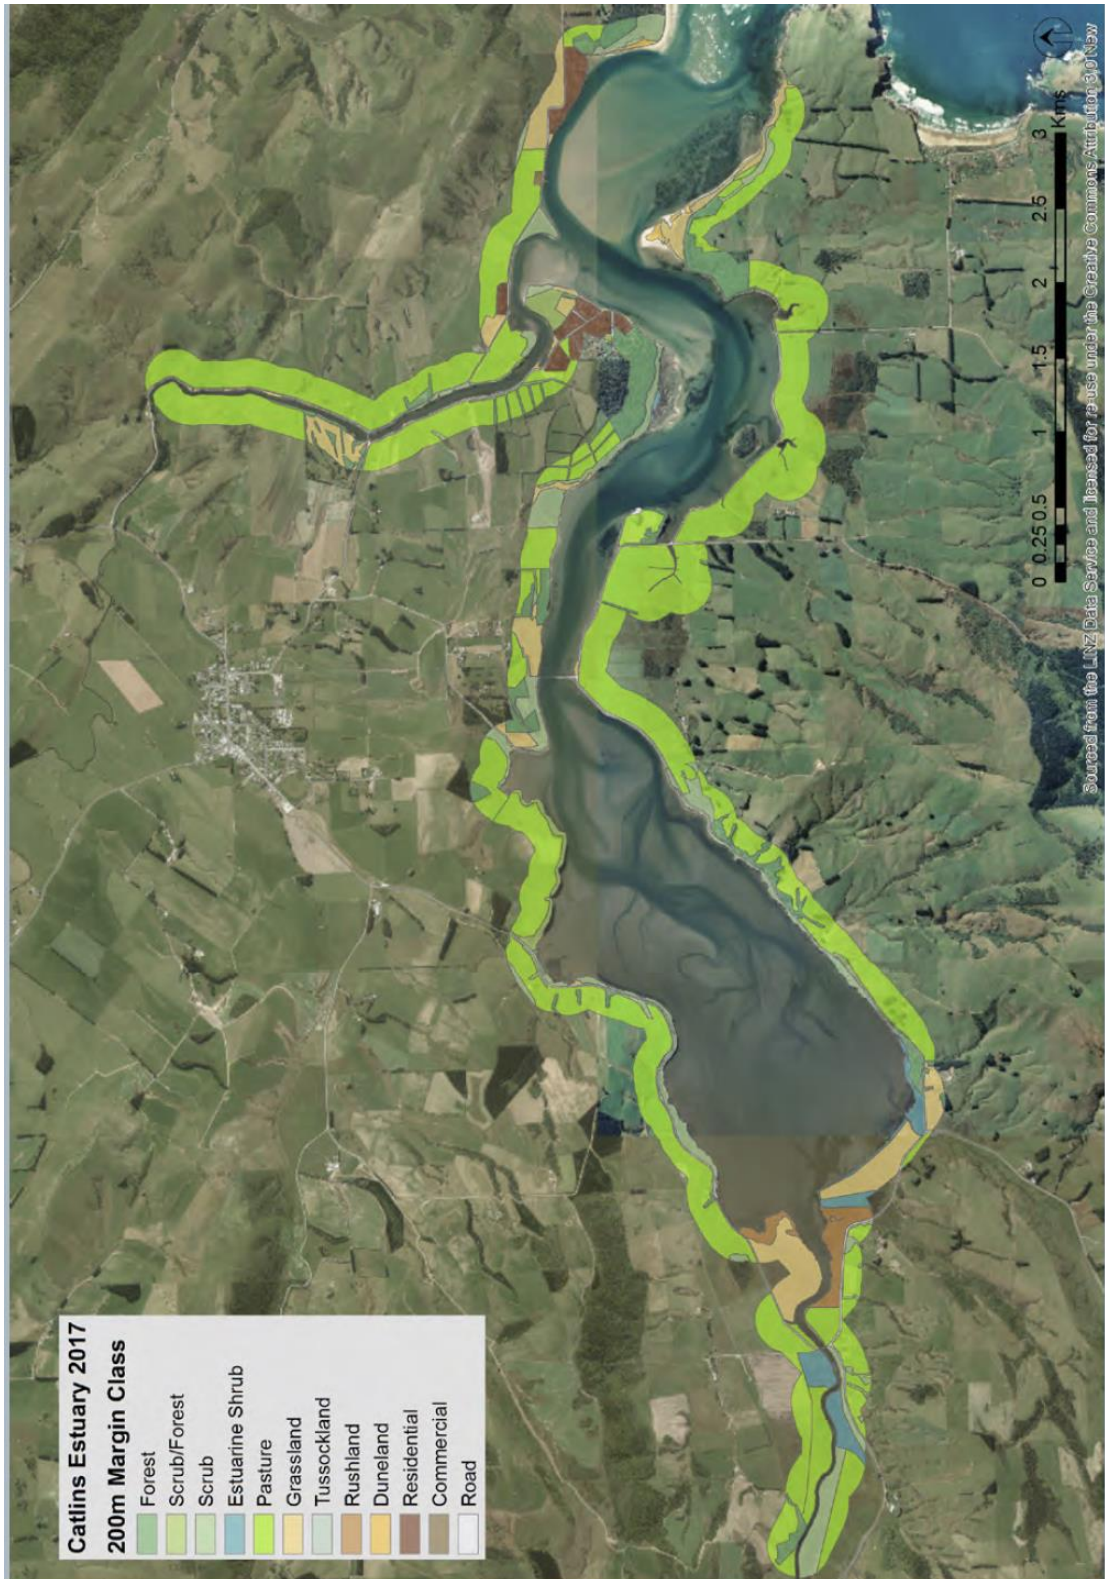 Catlins Estuary 2017
200m Margin Class
Forest
Scrub/Forest
Scrub
Estuarine Shrub
Pasture
Grassland
Tussockland
Rushland
Duneland
Residential
Commercial
Road
0 0.25 0.5 1 1.5 2 2.5 3
Kms
Sourced from the LINZ Data Service and licensed for re-use under the Creative Commons Attribution 3.0 New